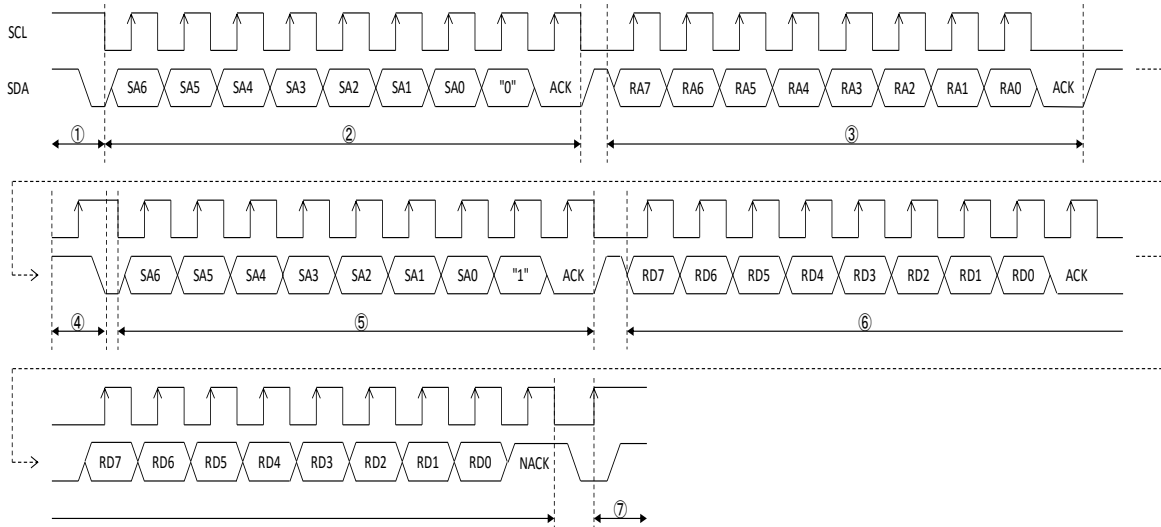 SCL
SDA SA6 SA5 SA4 SA3 SA2 SA1 SA0 "0" ACK RA7 RA6 RA5 RA4 RA3 RA2 RA1 RA0 ACK
① ② ③
SA6 SA5 SA4 SA3 SA2 SA1 SA0 "1" ACK RD7 RD6 RD5 RD4 RD3 RD2 RD1 RD0 ACK
④ ⑤ ⑥
RD7 RD6 RD5 RD4 RD3 RD2 RD1 RD0 NACK
⑦